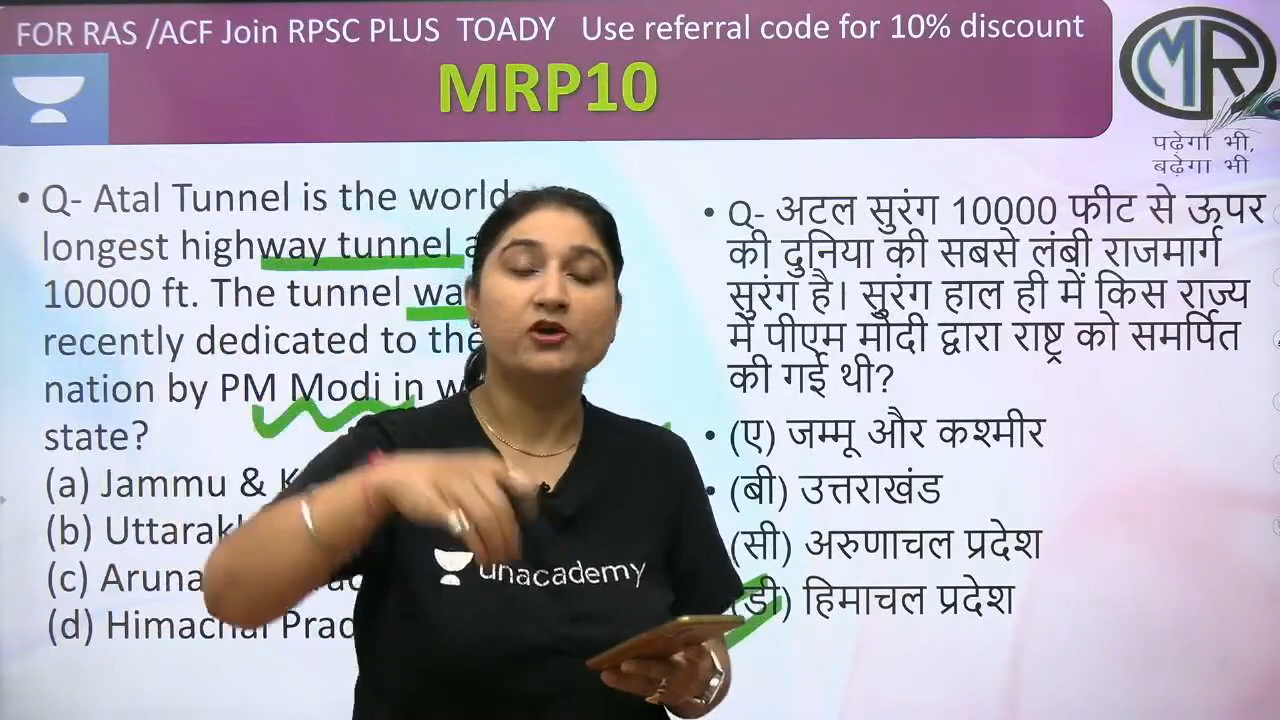 FOR RAS /ACF Join RPSC PLUS TOADY Use referral code for 10% discount
MRP10
MR
पढ़ेगा भी,
बढ़ेगा भी
• Q- Atal Tunnel is the world
longest highway tunnel
10000 ft. The tunnel wa
recently dedicated to the
nation by PM Modi in w
state?
(a) Jammu & K
(b) Uttarak
(c) Aruna
(d) Himachal Prad
• Q- अटल सुरंग 10000 फीट से ऊपर
की दुनिया की सबसे लंबी राजमार्ग
सुरंग है। सुरंग हाल ही में किस राज्य
में पीएम मोदी द्वारा राष्ट्र को समर्पित
की गई थी?
• (ए) जम्मू और कश्मीर
• (बी) उत्तराखंड
(सी) अरुणाचल प्रदेश
(डी) हिमाचल प्रदेश
unacademy